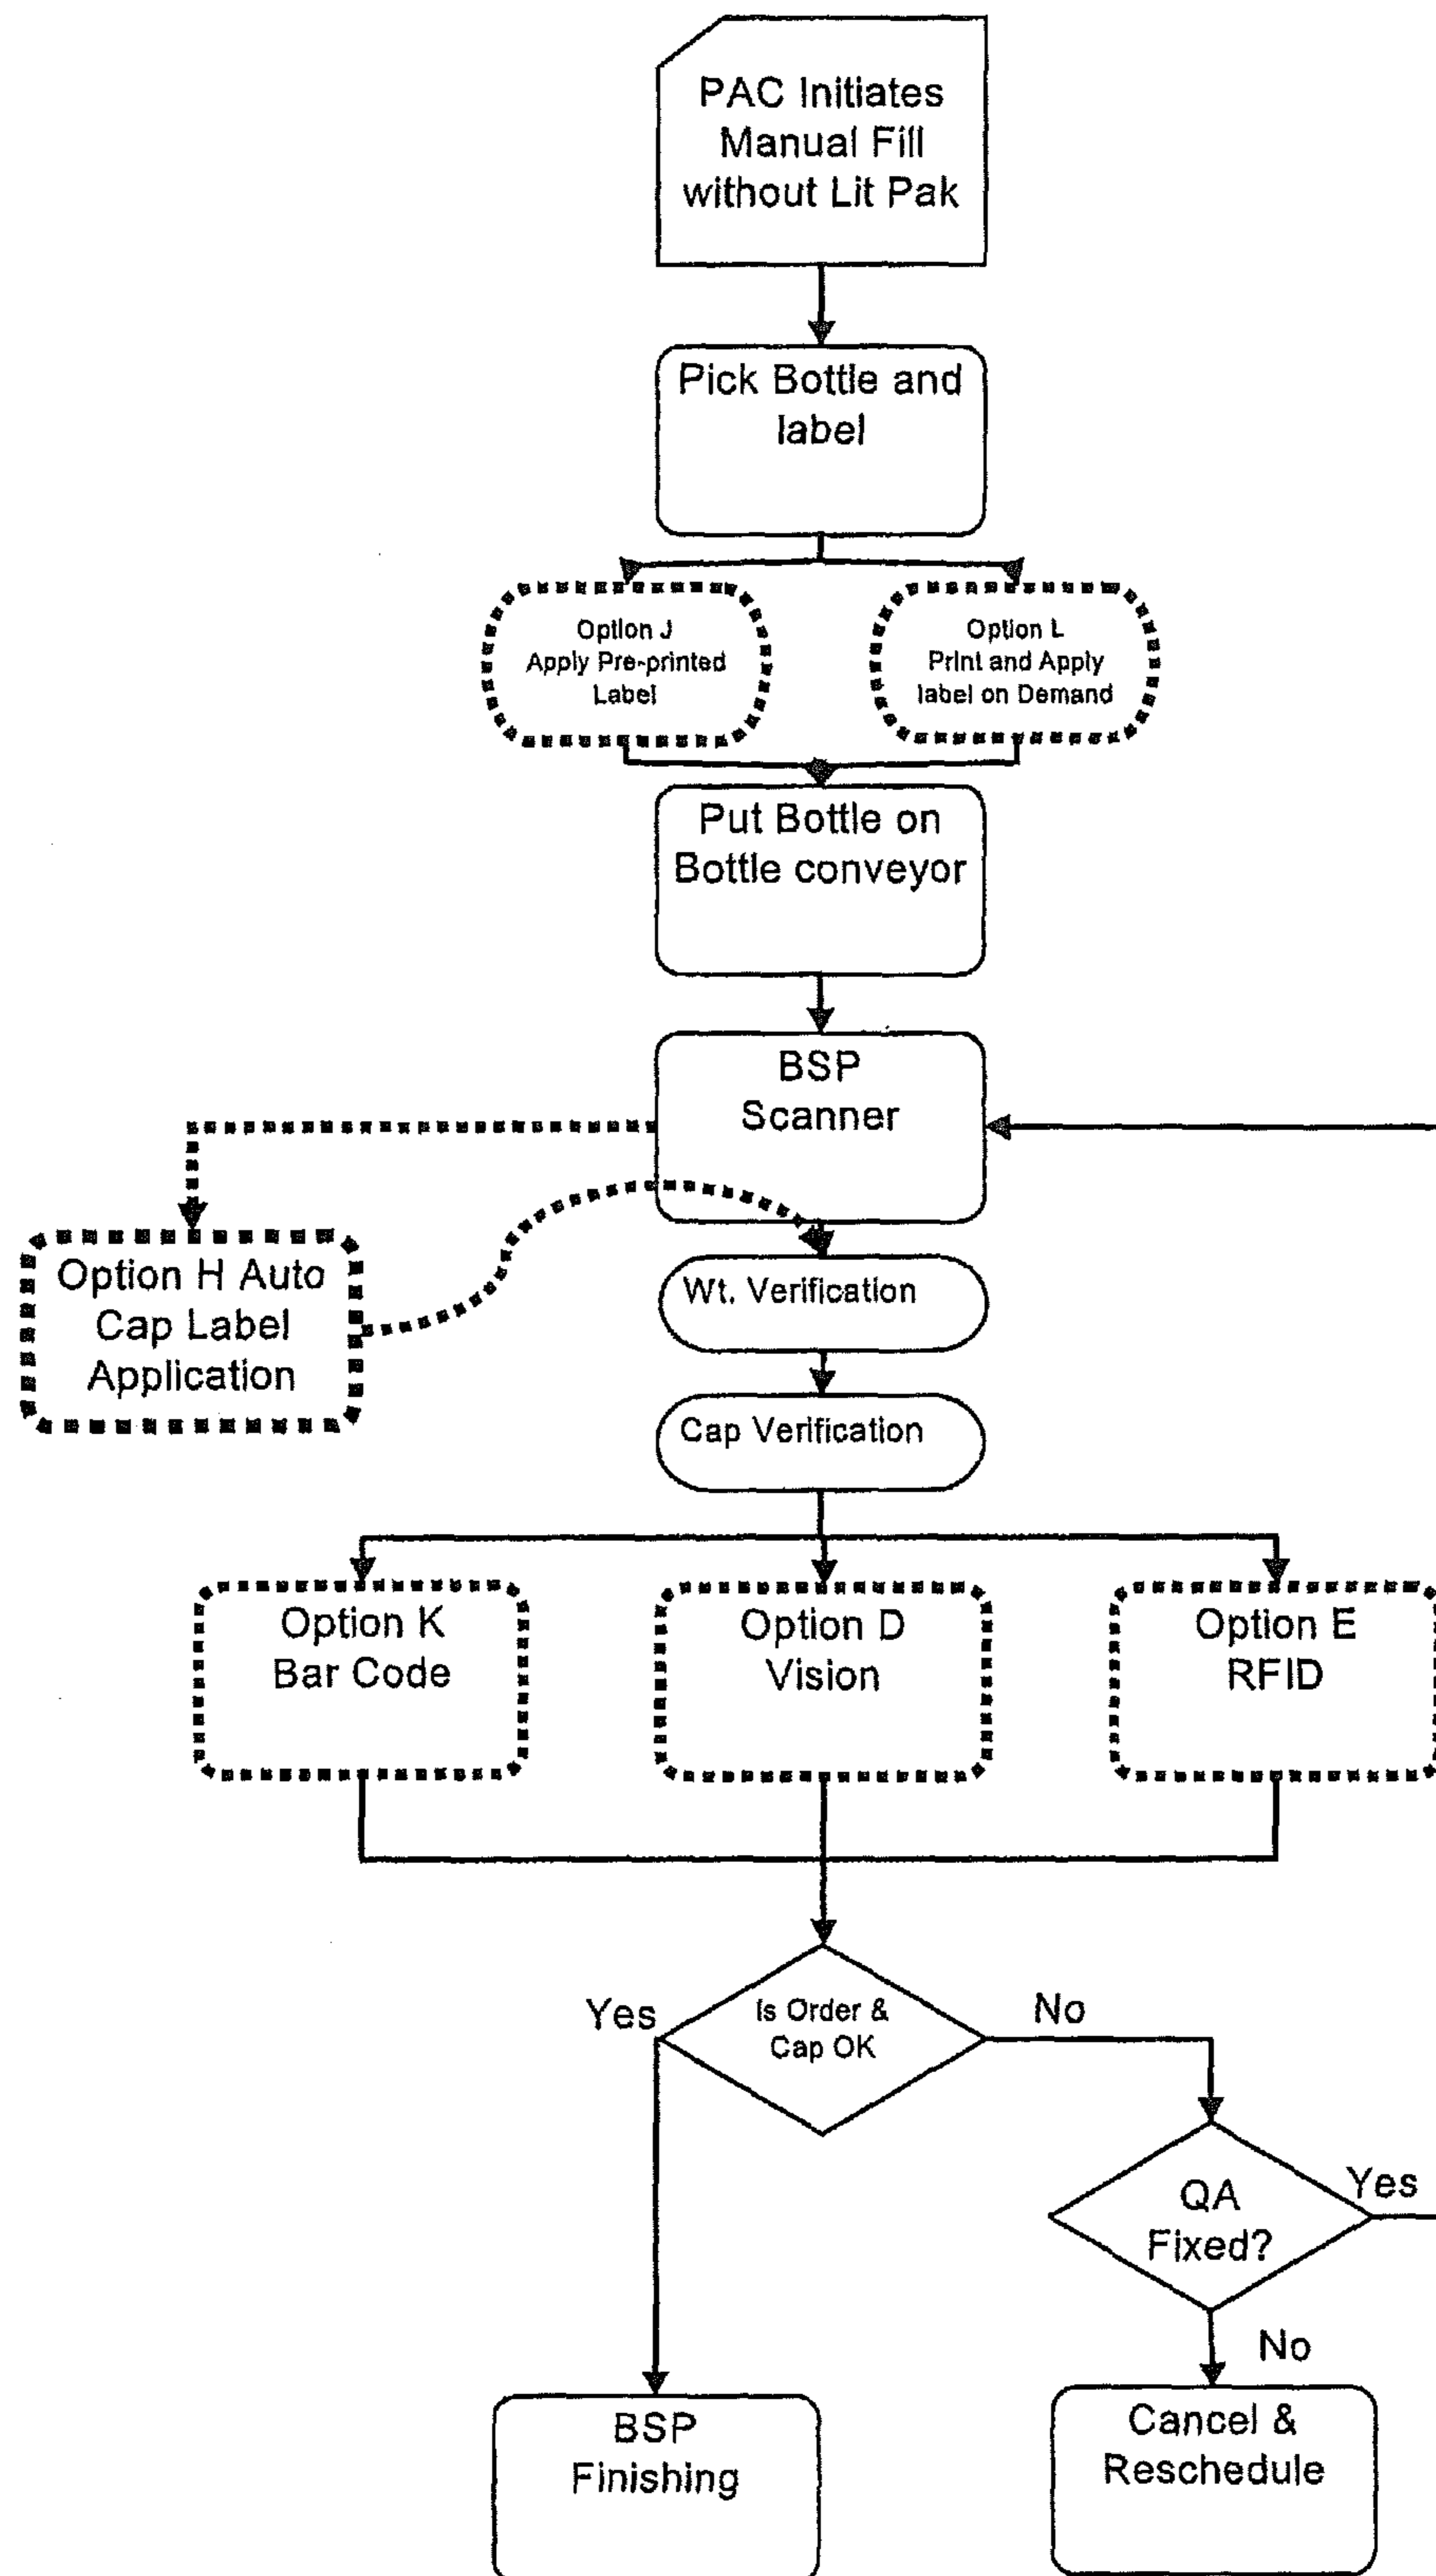 PAC Initiates
Manual Fill
without Lit Pak
Pick Bottle and
label
Option J
Apply Pre-printed
Label
Option L
Print and Apply
label on Demand
Put Bottle on
Bottle conveyor
BSP
Scanner
Option H Auto
Cap Label
Application
Wt. Verification
Cap Verification
Option K
Bar Code
Option D
Vision
Option E
RFID
Is Order &
Cap OK
Yes
No
QA
Fixed?
Yes
No
BSP
Finishing
Cancel &
Reschedule